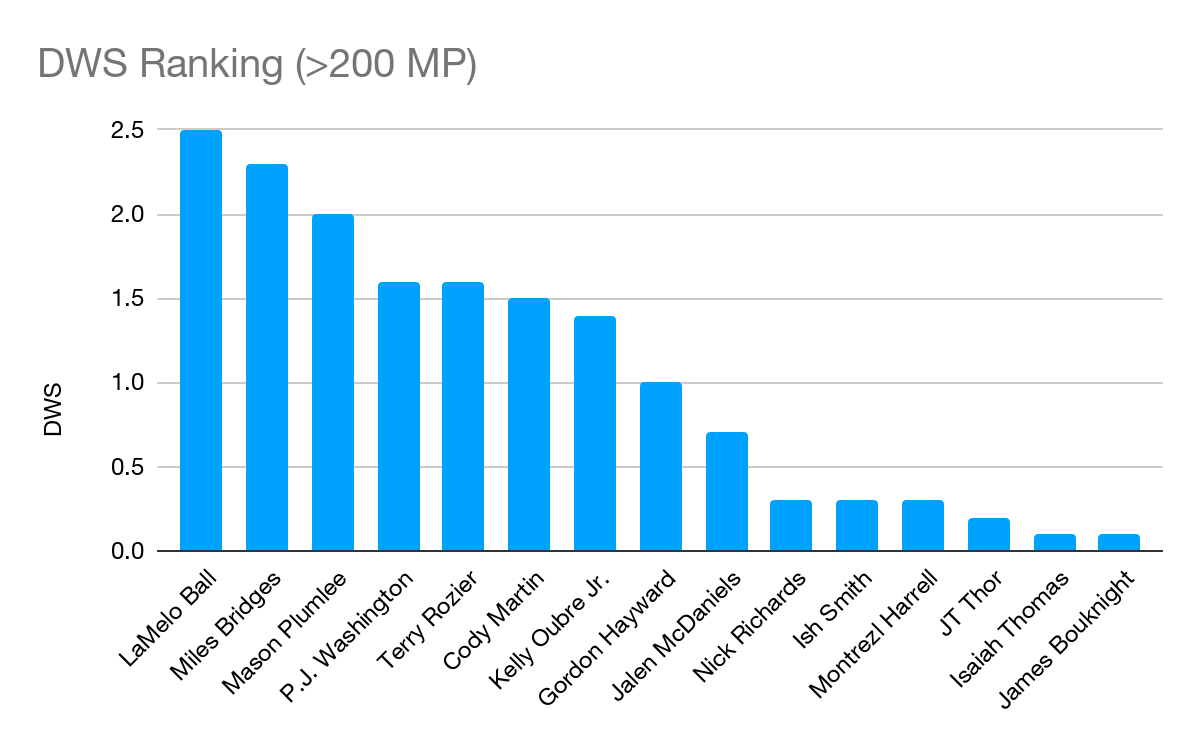 DWS Ranking (>200 MP)
2.5
2.0
1.5
1.0
0.5
0.0
DWS
LaMelo Ball
Miles Bridges
Mason Plumlee
P.J. Washington
Terry Rozier
Cody Martin
Kelly Oubre Jr.
Gordon Hayward
Jalen McDaniels
Nick Richards
Ish Smith
Montrezl Harrell
JT Thor
Isaiah Thomas
James Bouknight